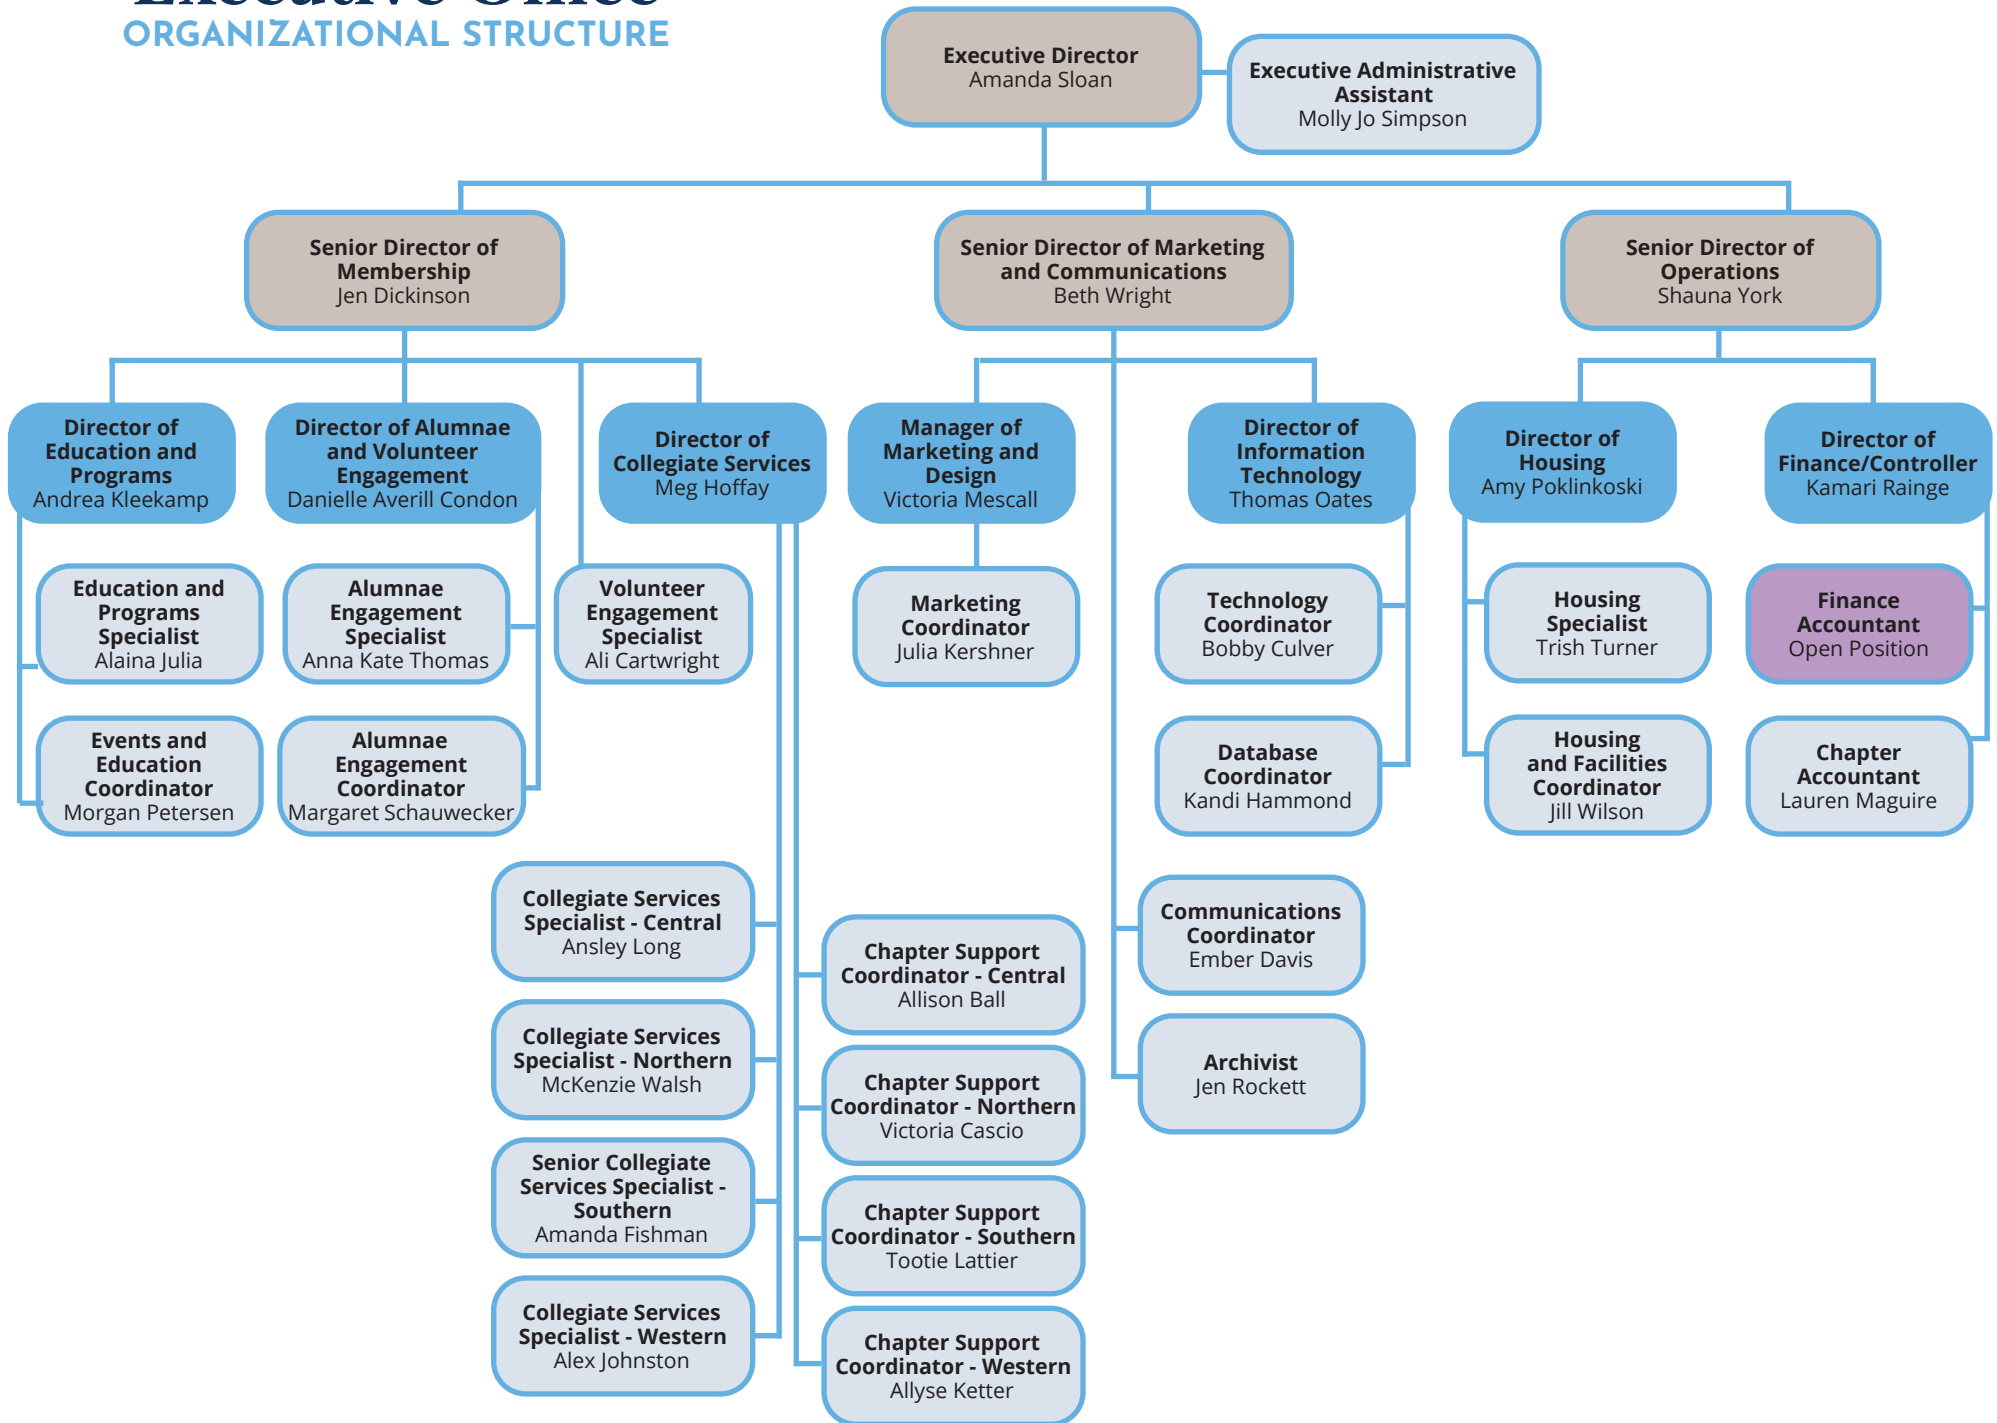 Executive Office
ORGANIZATIONAL STRUCTURE
Executive Director
Amanda Sloan
Executive Administrative
Assistant
Molly Jo Simpson
Senior Director of
Membership
Jen Dickinson
Senior Director of Marketing
and Communications
Beth Wright
Senior Director of
Operations
Shauna York
Director of
Education and
Programs
Andrea Kleekamp
Director of Alumnae
and Volunteer
Engagement
Danielle Averill Condon
Director of
Collegiate Services
Meg Hoffay
Manager of
Marketing and
Design
Victoria Mescall
Director of
Information
Technology
Thomas Oates
Director of
Housing
Amy Poklinkoski
Director of
Finance/Controller
Kamari Rainge
Education and
Programs
Specialist
Alaina Julia
Alumnae
Engagement
Specialist
Anna Kate Thomas
Volunteer
Engagement
Specialist
Ali Cartwright
Marketing
Coordinator
Julia Kershner
Technology
Coordinator
Bobby Culver
Housing
Specialist
Trish Turner
Finance
Accountant
Open Position
Events and
Education
Coordinator
Morgan Petersen
Alumnae
Engagement
Coordinator
Margaret Schauwecker
Database
Coordinator
Kandi Hammond
Housing
and Facilities
Coordinator
Jill Wilson
Chapter
Accountant
Lauren Maguire
Collegiate Services
Specialist - Central
Ansley Long
Collegiate Services
Specialist - Northern
McKenzie Walsh
Senior Collegiate
Services Specialist -
Southern
Amanda Fishman
Collegiate Services
Specialist - Western
Alex Johnston
Chapter Support
Coordinator - Central
Allison Ball
Chapter Support
Coordinator - Northern
Victoria Cascio
Chapter Support
Coordinator - Southern
Tootie Lattier
Chapter Support
Coordinator - Western
Allyse Ketter
Communications
Coordinator
Ember Davis
Archivist
Jen Rockett